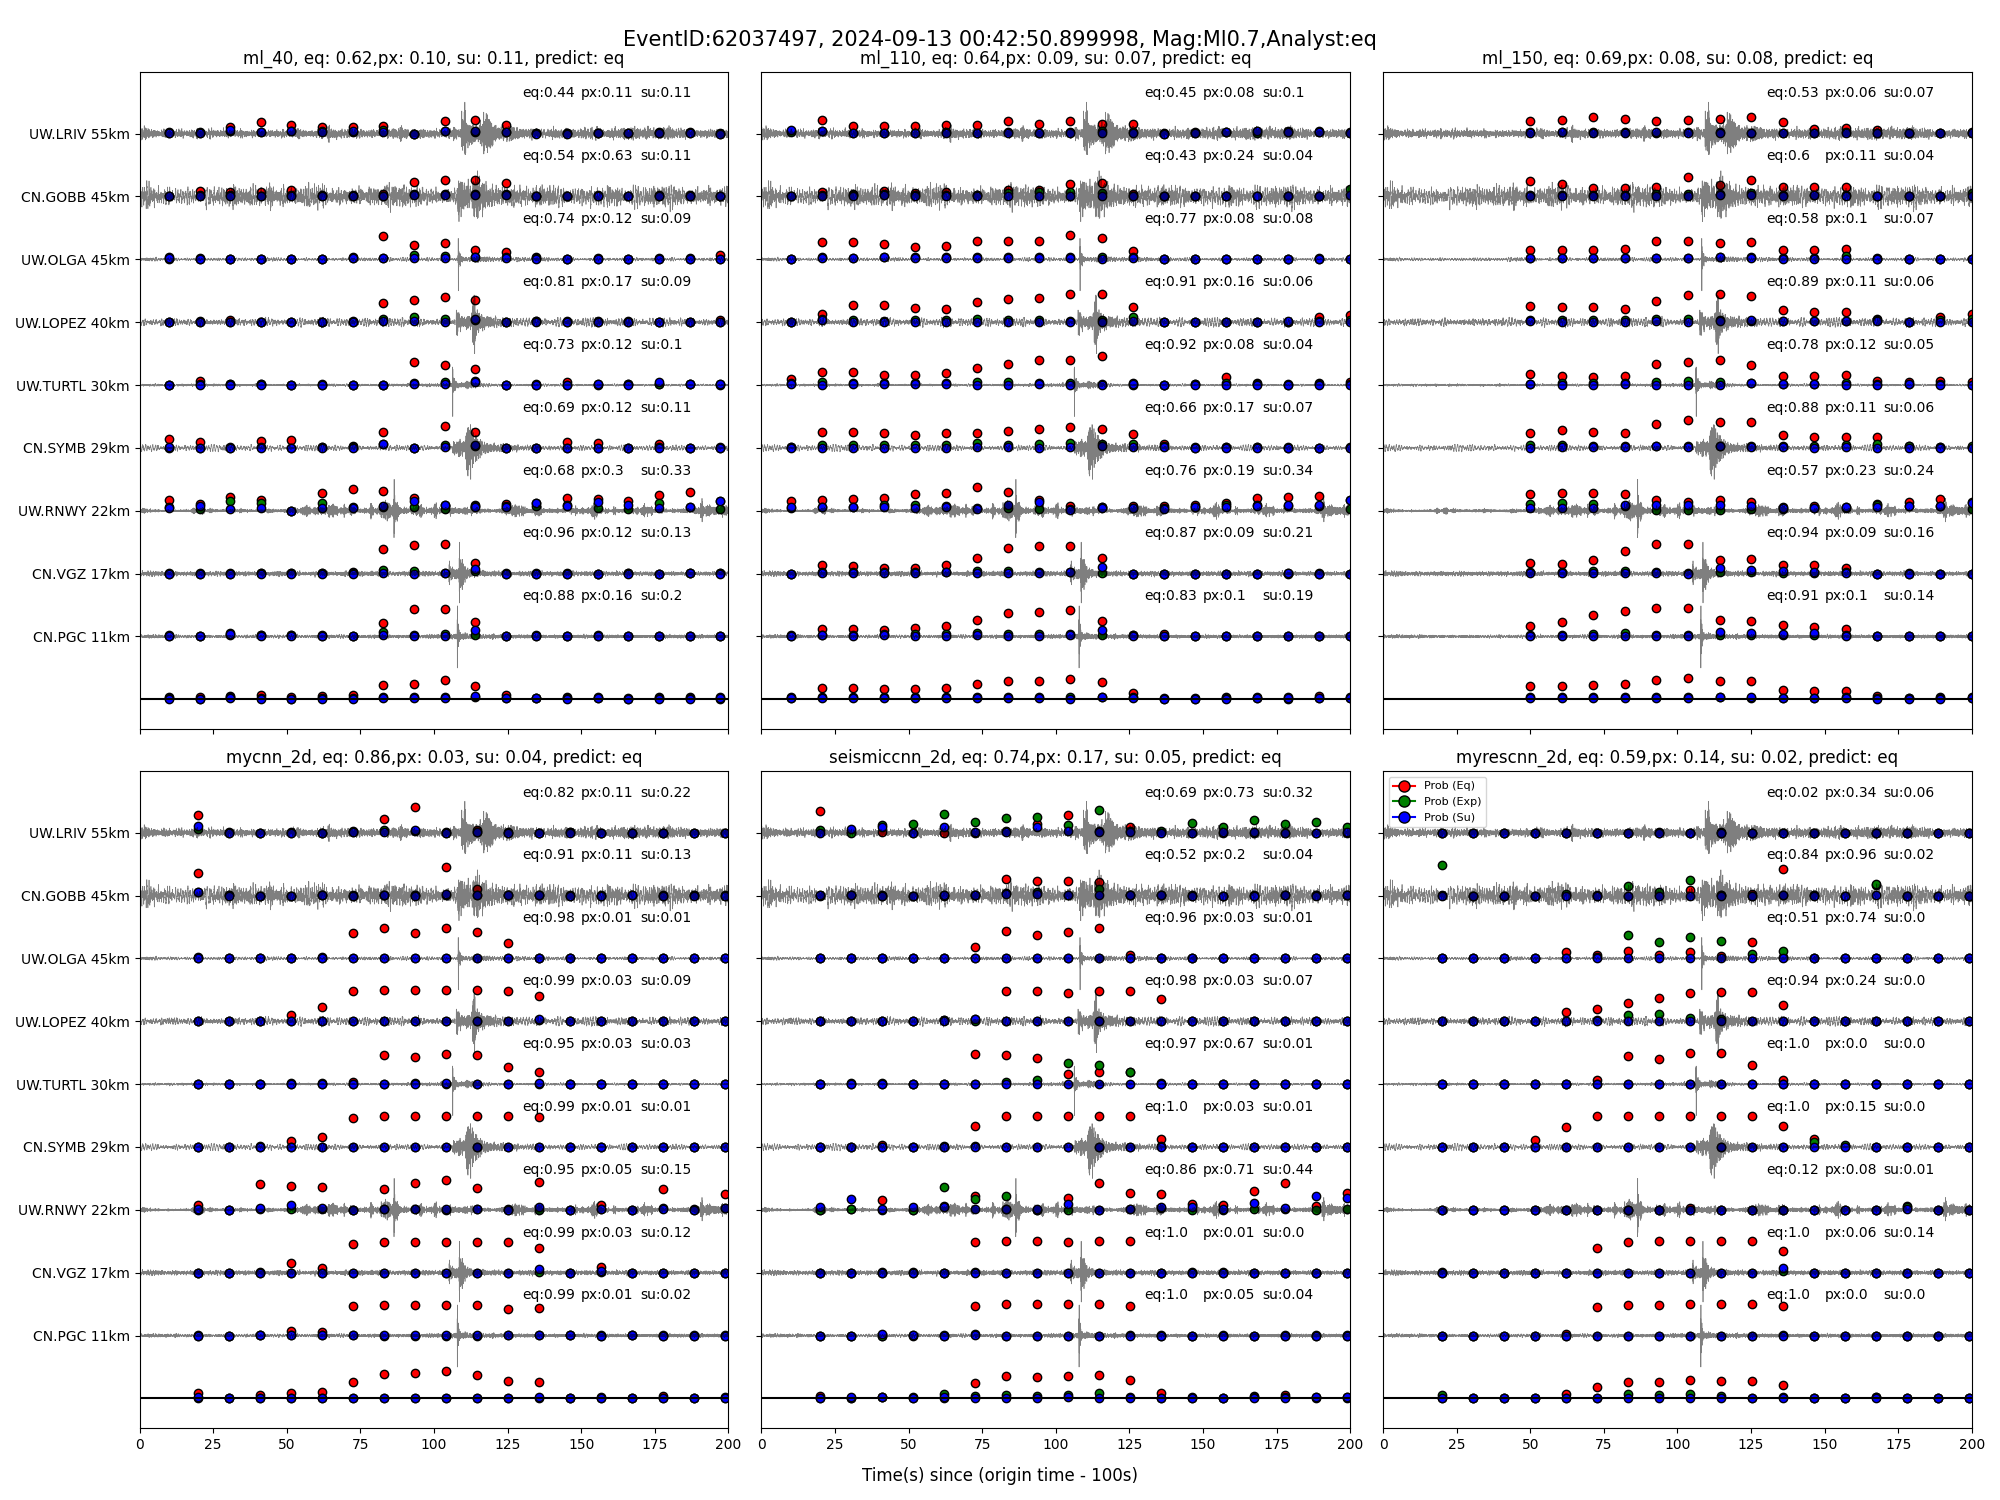 EventID:62037497, 2024-09-13 00:42:50.899998, Mag:Ml0.7,Analyst:eq
ml_40, eq: 0.62,px: 0.10, su: 0.11, predict: eq
UW.LRIV 55km
eq:0.44 px:0.11 su:0.11
CN.GOBB 45km
eq:0.54 px:0.63 su:0.11
UW.OLGA 45km
eq:0.74 px:0.12 su:0.09
UW.LOPEZ 40km
eq:0.81 px:0.17 su:0.09
UW.TURTL 30km
eq:0.73 px:0.12 su:0.1
CN.SYMB 29km
eq:0.69 px:0.12 su:0.11
UW.RNWY 22km
eq:0.68 px:0.3 su:0.33
CN.VGZ 17km
eq:0.96 px:0.12 su:0.13
CN.PGC 11km
eq:0.88 px:0.16 su:0.2
ml_110, eq: 0.64,px: 0.09, su: 0.07, predict: eq
eq:0.45 px:0.08 su:0.1
eq:0.43 px:0.24 su:0.04
eq:0.77 px:0.08 su:0.08
eq:0.91 px:0.16 su:0.06
eq:0.92 px:0.08 su:0.04
eq:0.66 px:0.17 su:0.07
eq:0.76 px:0.19 su:0.34
eq:0.87 px:0.09 su:0.21
eq:0.83 px:0.1 su:0.19
ml_150, eq: 0.69,px: 0.08, su: 0.08, predict: eq
eq:0.53 px:0.06 su:0.07
eq:0.6 px:0.11 su:0.04
eq:0.58 px:0.1 su:0.07
eq:0.89 px:0.11 su:0.06
eq:0.78 px:0.12 su:0.05
eq:0.88 px:0.11 su:0.06
eq:0.57 px:0.23 su:0.24
eq:0.94 px:0.09 su:0.16
eq:0.91 px:0.1 su:0.14
mycnn_2d, eq: 0.86,px: 0.03, su: 0.04, predict: eq
UW.LRIV 55km
eq:0.82 px:0.11 su:0.22
CN.GOBB 45km
eq:0.91 px:0.11 su:0.13
UW.OLGA 45km
eq:0.98 px:0.01 su:0.01
UW.LOPEZ 40km
eq:0.99 px:0.03 su:0.09
UW.TURTL 30km
eq:0.95 px:0.03 su:0.03
CN.SYMB 29km
eq:0.99 px:0.01 su:0.01
UW.RNWY 22km
eq:0.95 px:0.05 su:0.15
CN.VGZ 17km
eq:0.99 px:0.03 su:0.12
CN.PGC 11km
eq:0.99 px:0.01 su:0.02
0 25 50 75 100 125 150 175 200
seismiccnn_2d, eq: 0.74,px: 0.17, su: 0.05, predict: eq
eq:0.69 px:0.73 su:0.32
eq:0.52 px:0.2 su:0.04
eq:0.96 px:0.03 su:0.01
eq:0.98 px:0.03 su:0.07
eq:0.97 px:0.67 su:0.01
eq:1.0 px:0.03 su:0.01
eq:0.86 px:0.71 su:0.44
eq:1.0 px:0.01 su:0.0
eq:1.0 px:0.05 su:0.04
0 25 50 75 100 125 150 175 200
myrescnn_2d, eq: 0.59,px: 0.14, su: 0.02, predict: eq
Prob (Eq)
Prob (Exp)
Prob (Su)
eq:0.02 px:0.34 su:0.06
eq:0.84 px:0.96 su:0.02
eq:0.51 px:0.74 su:0.0
eq:0.94 px:0.24 su:0.0
eq:1.0 px:0.0 su:0.0
eq:1.0 px:0.15 su:0.0
eq:0.12 px:0.08 su:0.01
eq:1.0 px:0.06 su:0.14
eq:1.0 px:0.0 su:0.0
0 25 50 75 100 125 150 175 200
Time(s) since (origin time - 100s)